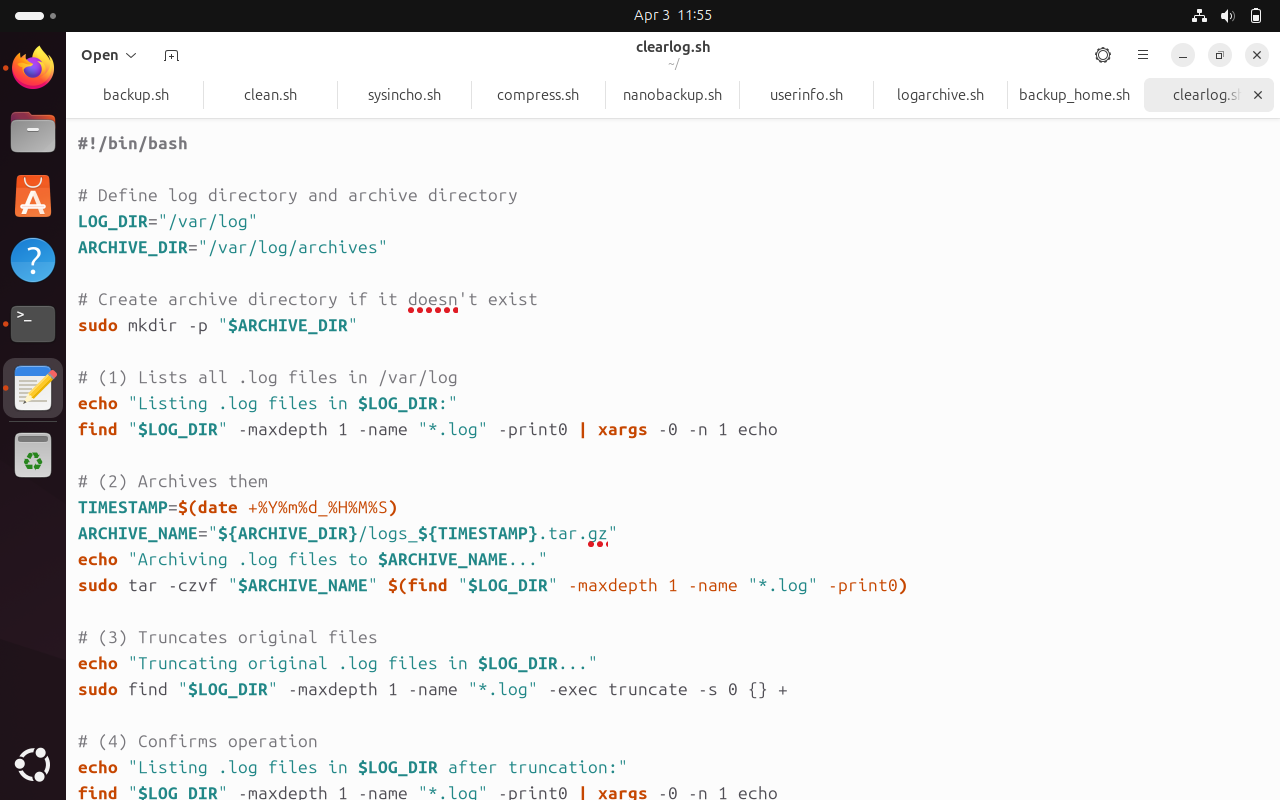 Apr 3 11:55
Open
clearlog.sh
~/
backup.sh clean.sh sysincho.sh compress.sh nanobackup.sh userinfo.sh logarchive.sh backup_home.sh clearlog.sh
#!/bin/bash
# Define log directory and archive directory
LOG_DIR="/var/log"
ARCHIVE_DIR="/var/log/archives"
# Create archive directory if it doesn't exist
sudo mkdir -p "$ARCHIVE_DIR"
# (1) Lists all .log files in /var/log
echo "Listing .log files in $LOG_DIR:"
find "$LOG_DIR" -maxdepth 1 -name "*.log" -print0 | xargs -0 -n 1 echo
# (2) Archives them
TIMESTAMP=$(date +%Y%m%d_%H%M%S)
ARCHIVE_NAME="${ARCHIVE_DIR}/logs_${TIMESTAMP}.tar.gz"
echo "Archiving .log files to $ARCHIVE_NAME..."
sudo tar -czvf "$ARCHIVE_NAME" $(find "$LOG_DIR" -maxdepth 1 -name "*.log" -print0)
# (3) Truncates original files
echo "Truncating original .log files in $LOG_DIR..."
sudo find "$LOG_DIR" -maxdepth 1 -name "*.log" -exec truncate -s 0 {} +
# (4) Confirms operation
echo "Listing .log files in $LOG_DIR after truncation:"
find "$LOG_DIR" -maxdepth 1 -name "*.log" -print0 | xargs -0 -n 1 echo